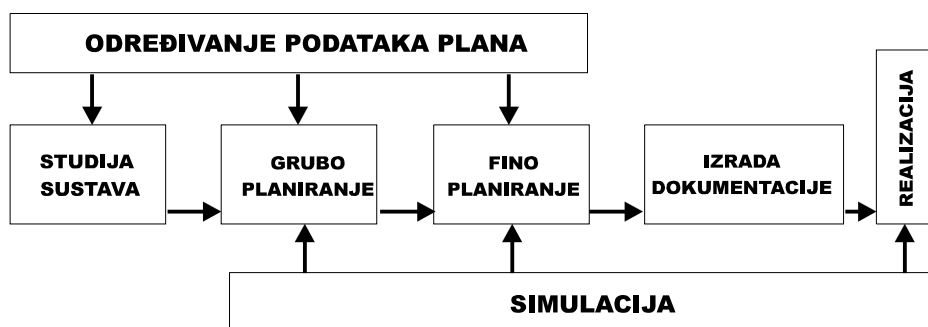 ODREĐIVANJE PODATAKA PLANA
STUDIJA
SUSTAVA
GRUBO
PLANIRANJE
FINO
PLANIRANJE
IZRADA
DOKUMENTACIJE
REALIZACIJA
SIMULACIJA